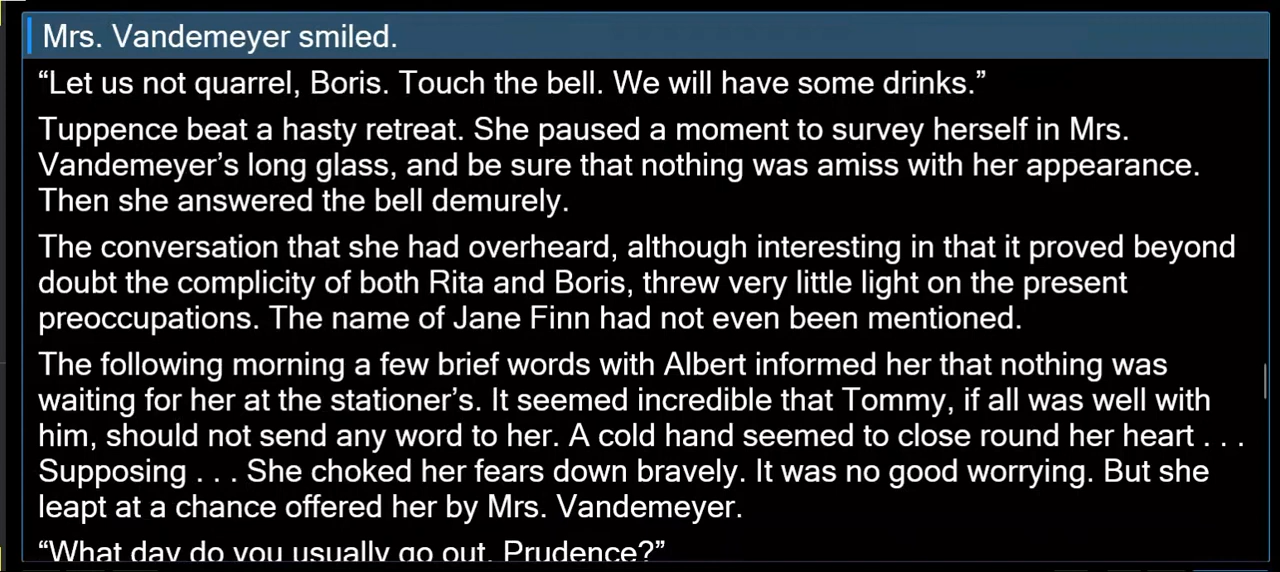 Mrs. Vandemeyer smiled.
“Let us not quarrel, Boris. Touch the bell. We will have some drinks.”
Tuppence beat a hasty retreat. She paused a moment to survey herself in Mrs.
Vandemeyer’s long glass, and be sure that nothing was amiss with her appearance.
Then she answered the bell demurely.
The conversation that she had overheard, although interesting in that it proved beyond
doubt the complicity of both Rita and Boris, threw very little light on the present
preoccupations. The name of Jane Finn had not even been mentioned.
The following morning a few brief words with Albert informed her that nothing was
waiting for her at the stationer’s. It seemed incredible that Tommy, if all was well with
him, should not send any word to her. A cold hand seemed to close round her heart . . .
Supposing . . . She choked her fears down bravely. It was no good worrying. But she
leapt at a chance offered her by Mrs. Vandemeyer.
“What day do you usually go out, Prudence?”